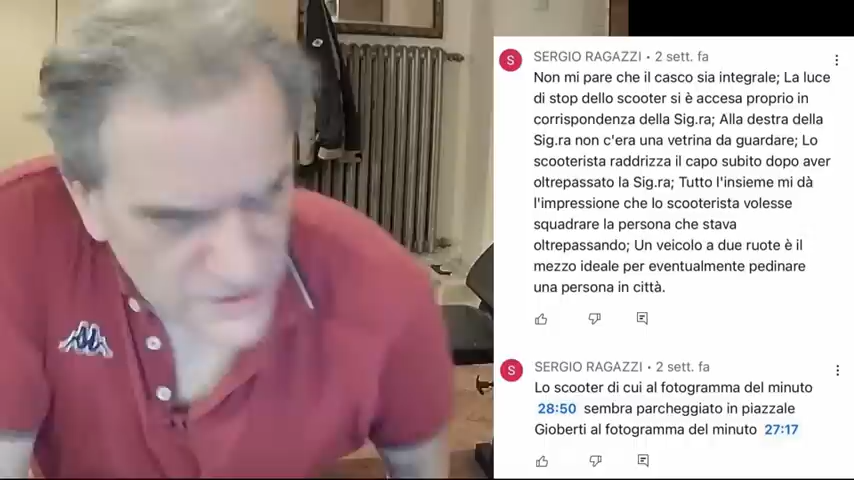 S SERGIO RAGAZZI • 2 sett. fa
Non mi pare che il casco sia integrale; La luce
di stop dello scooter si è accesa proprio in
corrispondenza della Sig.ra; Alla destra della
Sig.ra non c'era una vetrina da guardare; Lo
scooterista raddrizza il capo subito dopo aver
oltrepassato la Sig.ra; Tutto l'insieme mi dà
l'impressione che lo scooterista volesse
squadrare la persona che stava
oltrepassando; Un veicolo a due ruote è il
mezzo ideale per eventualmente pedinare
una persona in città.
S SERGIO RAGAZZI • 2 sett. fa
Lo scooter di cui al fotogramma del minuto
28:50 sembra parcheggiato in piazzale
Gioberti al fotogramma del minuto 27:17